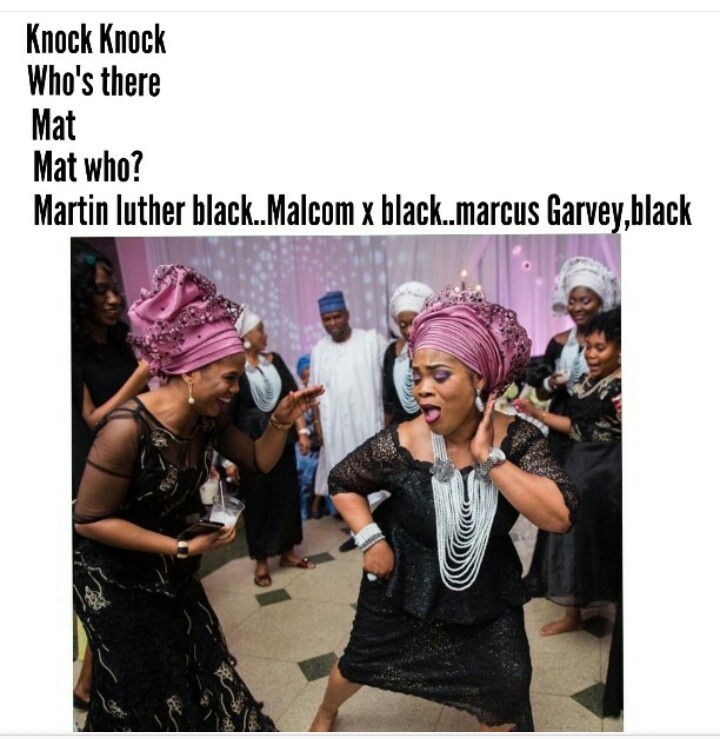 Knock Knock
Who's there
Mat
Mat who?
Martin luther black..Malcom x black..marcus Garvey,black